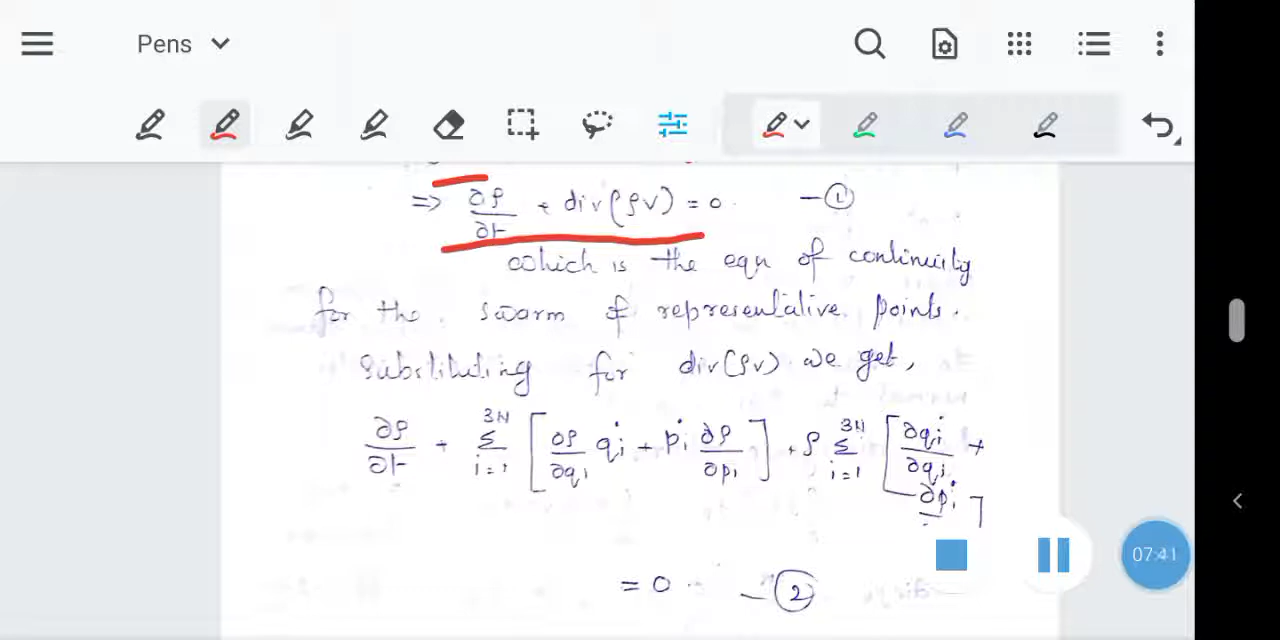 Pens
=> ∂ρ/∂t + div(ρv) = 0. — ①
which is the eqn of continuity
for the swarm of representative points.
Substituting for div(ρv) we get,
∂ρ/∂t + Σ_{i=1}^{3N} [∂ρ/∂qi q̇i + ṗi ∂ρ/∂pi] + ρ Σ_{i=1}^{3N} [∂q̇i/∂qi +
∂ṗi ]
07:41
= 0 — ②